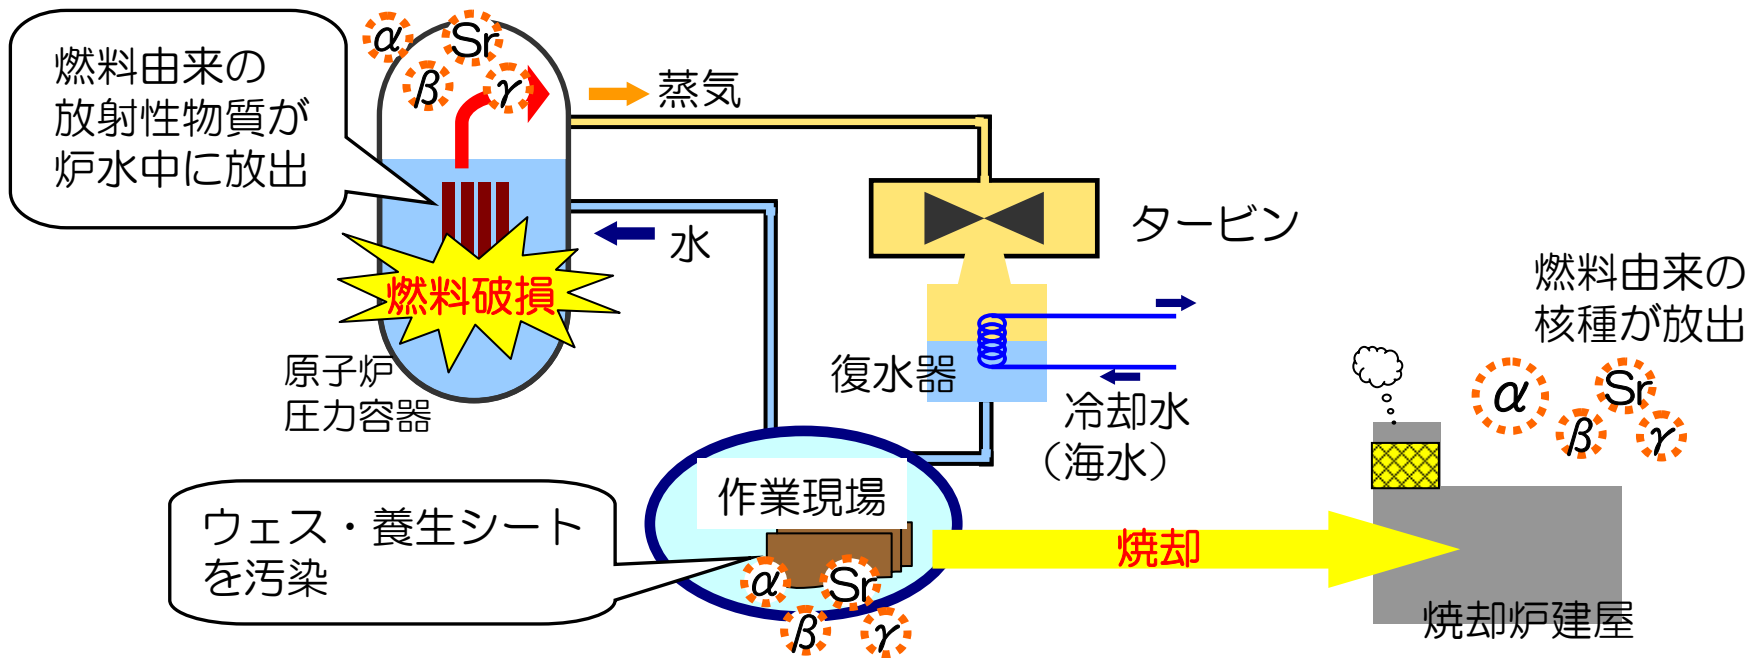 燃料由来の
放射性物質が
炉水中に放出
α
Sr
β
γ
蒸気
水
燃料破損
原子炉
圧力容器
タービン
復水器
冷却水
（海水）
燃料由来の
核種が放出
α
Sr
β
γ
作業現場
ウェス・養生シート
を汚染
α
Sr
β
γ
焼却
焼却炉建屋